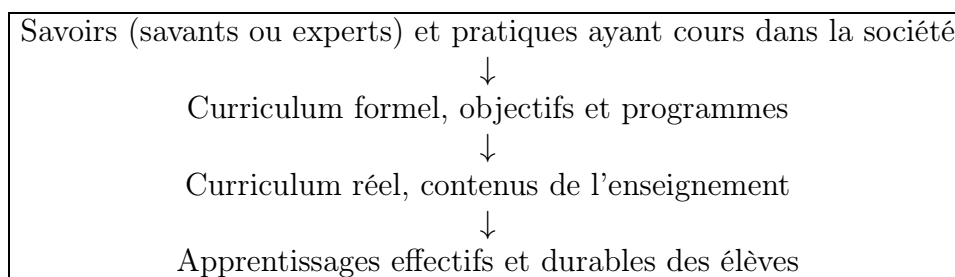 Savoirs (savants ou experts) et pratiques ayant cours dans la société
↓
Curriculum formel, objectifs et programmes
↓
Curriculum réel, contenus de l'enseignement
↓
Apprentissages effectifs et durables des élèves